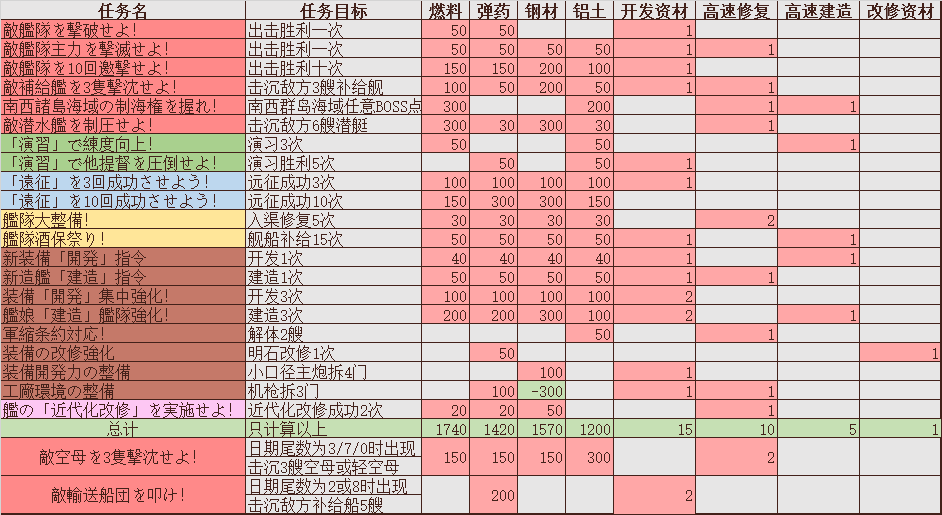 任务名 任务目标 燃料 弹药 钢材 铝土 开发资材 高速修复 高速建造 改修资材
敵艦隊を撃破せよ! 出击胜利一次 50 50 1
敵艦隊主力を撃滅せよ! 出击胜利一次 50 50 50 50 1 1
敵艦隊を10回邀撃せよ! 出击胜利十次 150 150 200 100 1
敵補給艦を3隻撃沈せよ! 击沉敌方3艘补给舰 100 50 200 50 1 1
南西諸島海域の制海権を握れ! 南西群岛海域任意BOSS点 300 200 1 1
敵潜水艦を制圧せよ! 击沉敌方6艘潜艇 300 30 300 30 1
「演習」で練度向上! 演习3次 50 50 1
「演習」で他提督を圧倒せよ! 演习胜利5次 50 50 1
「遠征」を3回成功させよう! 远征成功3次 100 100 100 100 1
「遠征」を10回成功させよう! 远征成功10次 150 300 300 150
艦隊大整備! 入渠修复5次 30 30 30 30 2
艦隊酒保祭り! 舰船补给15次 50 50 50 50 1 1
新装備「開発」指令 开发1次 40 40 40 40 1 1
新造艦「建造」指令 建造1次 50 50 50 50 1 1
装備「開発」集中強化! 开发3次 100 100 100 100 2
艦娘「建造」艦隊強化! 建造3次 200 200 300 100 2 1
軍縮条約対応! 解体2艘 50 1
装備の改修強化 明石改修1次 50 1
装備開発力の整備 小口径主炮拆4门 100 1
工廠環境の整備 机枪拆3门 100 -300 1 1
艦の「近代化改修」を実施せよ! 近代化改修成功2次 20 20 50 1
总计 只计算以上 1740 1420 1570 1200 15 10 5 1
敵空母を3隻撃沈せよ! 日期尾数为3/7/0时出现 150 150 150 300 2
击沉3艘空母或轻空母
敵輸送船団を叩け! 日期尾数为2或8时出现 200 2
击沉敌方补给船5艘